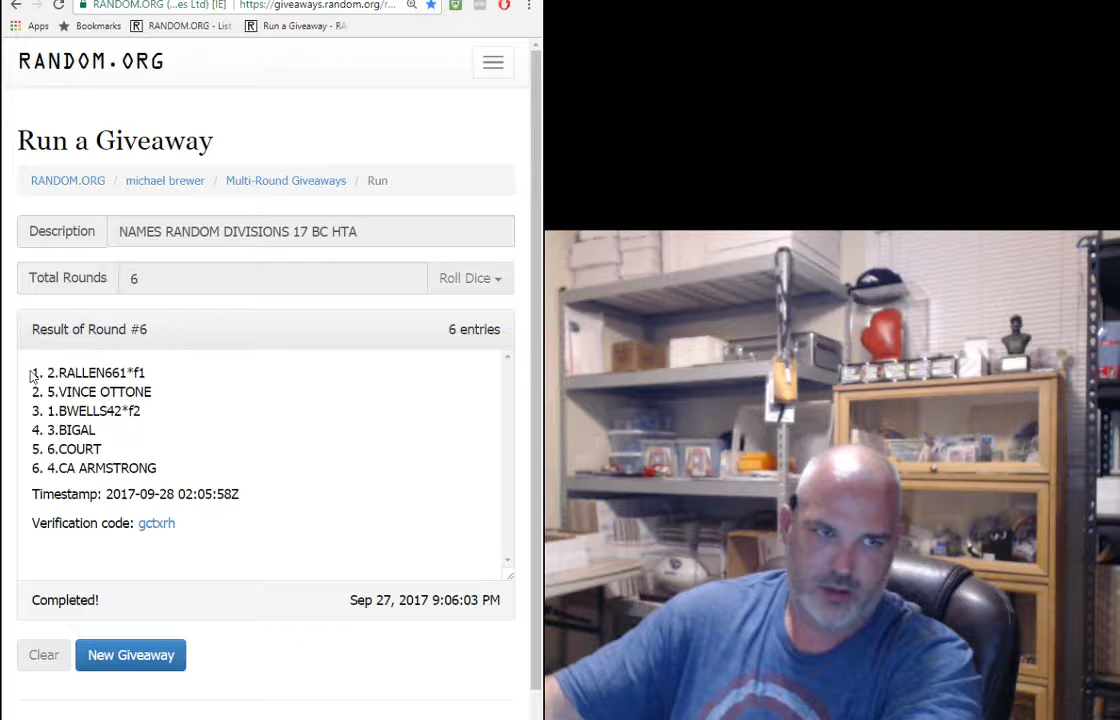 RANDOM.ORG (...es Ltd) [IE]
https://giveaways.random.org/r...
Apps
Bookmarks
RANDOM.ORG - List
Run a Giveaway - RA
RANDOM.ORG
Run a Giveaway
RANDOM.ORG / michael brewer / Multi-Round Giveaways / Run
Description NAMES RANDOM DIVISIONS 17 BC HTA
Total Rounds 6 Roll Dice
Result of Round #6 6 entries
1. 2.RALLEN661*f1
2. 5.VINCE OTTONE
3. 1.BWELLS42*f2
4. 3.BIGAL
5. 6.COURT
6. 4.CA ARMSTRONG
Timestamp: 2017-09-28 02:05:58Z
Verification code: gctxrh
Completed! Sep 27, 2017 9:06:03 PM
Clear New Giveaway